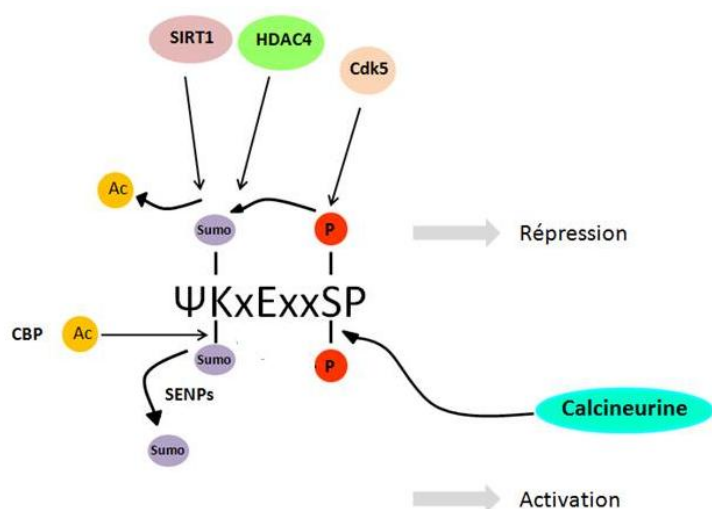 SIRT1
HDAC4
Cdk5
Ac
Sumo
P
Répression
ΨKxExxSP
CBP
Ac
Sumo
P
SENPs
Calcineurine
Sumo
Activation